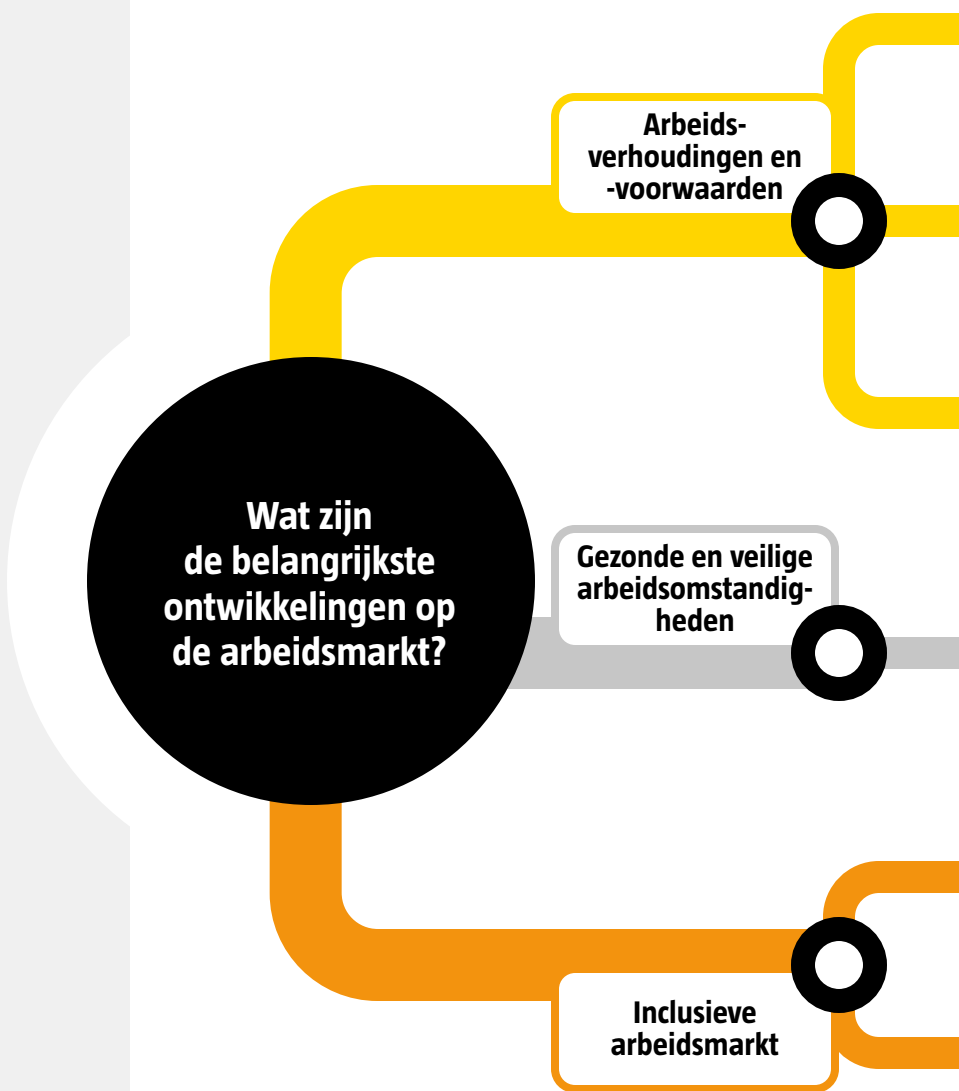 Arbeids-
verhoudingen en
-voorwaarden
Wat zijn
de belangrijkste
ontwikkelingen op
de arbeidsmarkt?
Gezonde en veilige
arbeidsomstandig-
heden
Inclusieve
arbeidsmarkt